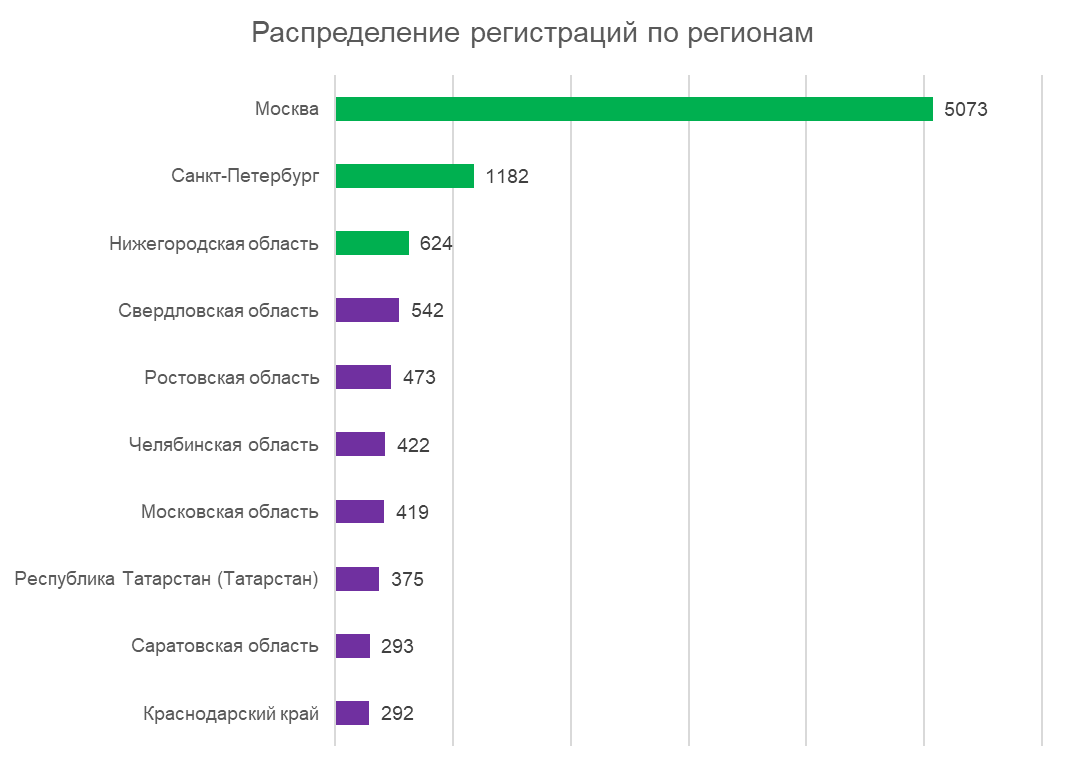 Распределение регистраций по регионам
Москва 5073
Санкт-Петербург 1182
Нижегородская область 624
Свердловская область 542
Ростовская область 473
Челябинская область 422
Московская область 419
Республика Татарстан (Татарстан) 375
Саратовская область 293
Краснодарский край 292